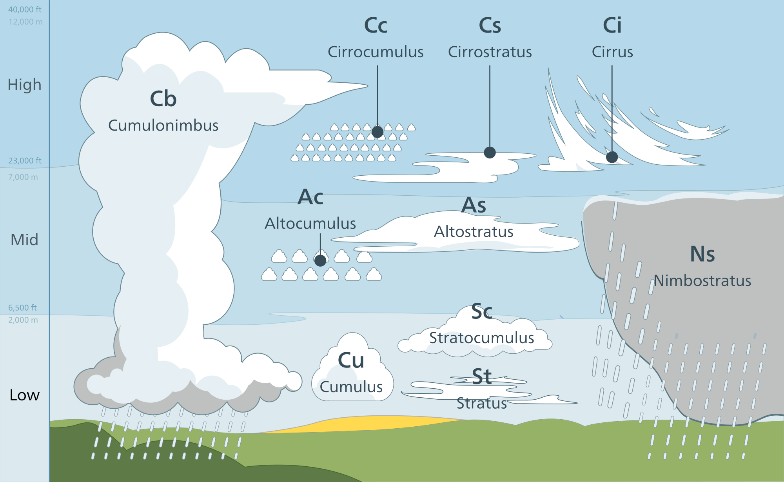 40,000 ft
12,000 m
High
23,000 ft
7,000 m
Mid
6,500 ft
2,000 m
Low
Cb
Cumulonimbus
Cc
Cirrocumulus
Cs
Cirrostratus
Ci
Cirrus
Ac
Altocumulus
As
Altostratus
Ns
Nimbostratus
Sc
Stratocumulus
Cu
Cumulus
St
Stratus